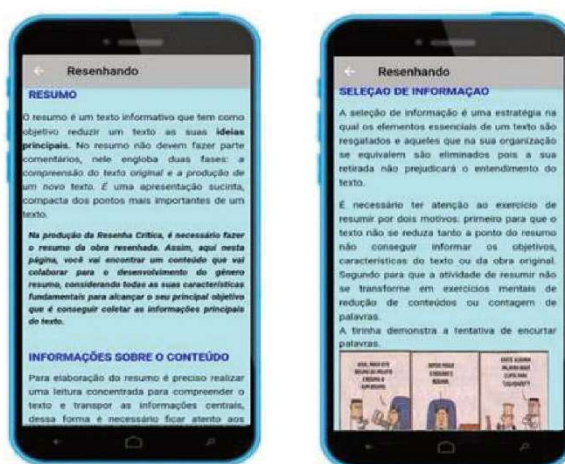 Resenhando
RESUMO
O resumo é um texto informativo que tem como
objetivo reduzir um texto as suas ideias
principais. No resumo não devem fazer parte
comentários, nele engloba duas fases: a
compreensão do texto original e a produção de
um novo texto. É uma apresentação sucinta,
compacta dos pontos mais importantes de um
texto.
Na produção da Resenha Crítica, é necessário fazer
o resumo da obra resenhada. Assim, aqui nesta
página, você vai encontrar um conteúdo que vai
colaborar para o desenvolvimento do gênero
resumo, considerando todas as suas características
fundamentais para alcançar o seu principal objetivo
que é conseguir coletar as informações principais
do texto.
INFORMAÇÕES SOBRE O CONTEÚDO
Para elaboração do resumo é preciso realizar
uma leitura concentrada para compreender o
texto e transpor as informações centrais,
dessa forma é necessário ficar atento aos
Resenhando
SELEÇÃO DE INFORMAÇÃO
A seleção de informação é uma estratégia na
qual os elementos essenciais de um texto são
resgatados e aqueles que na sua organização
se equivalem são eliminados pois a sua
retirada não prejudicará o entendimento do
texto.
É necessário ter atenção ao exercício de
resumir por dois motivos: primeiro para que o
texto não se reduza tanto a ponto do resumo
não conseguir informar os objetivos,
características do texto ou da obra original.
Segundo para que a atividade de resumir não
se transforme em exercícios mentais de
redução de conteúdos ou contagem de
palavras.
A tirinha demonstra a tentativa de encurtar
palavras.